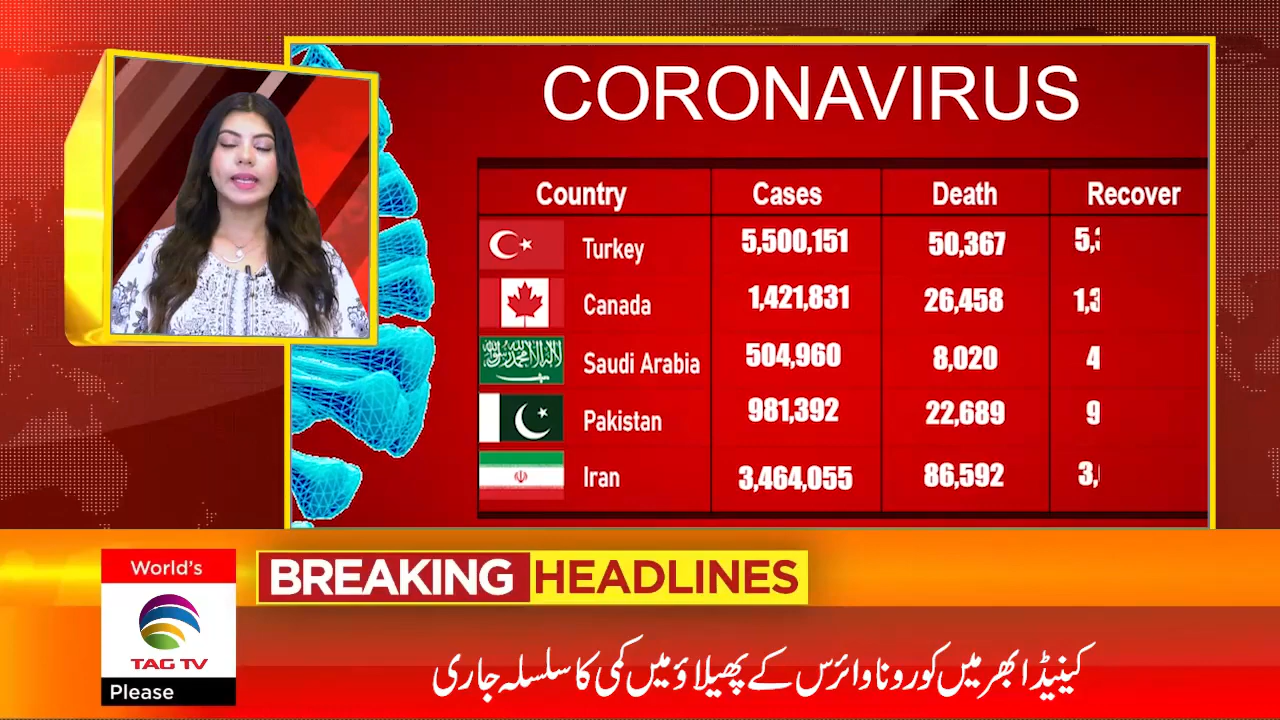 CORONAVIRUS
Country Cases Death Recover
Turkey 5,500,151 50,367
Canada 1,421,831 26,458
Saudi Arabia 504,960 8,020
Pakistan 981,392 22,689
Iran 3,464,055 86,592
World's
TAG TV
Please
BREAKING HEADLINES
کینیڈا بھر میں کورونا وائرس کے پھیلاؤ میں کمی کا سلسلہ جاری